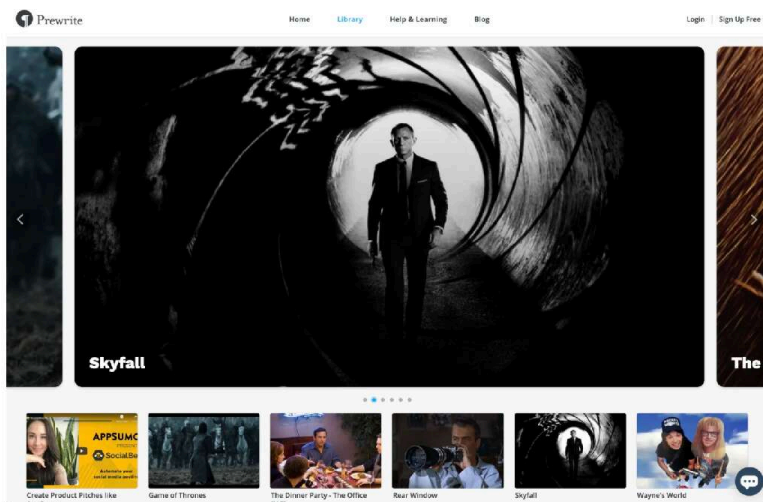 Prewrite
Home Library Help & Learning Blog Login Sign Up Free
Skyfall
The
APPSUMO
SocialBe
Create Product Pitches like
Game of Thrones
The Dinner Party - The Office
Rear Window
Skyfall
Wayne's World